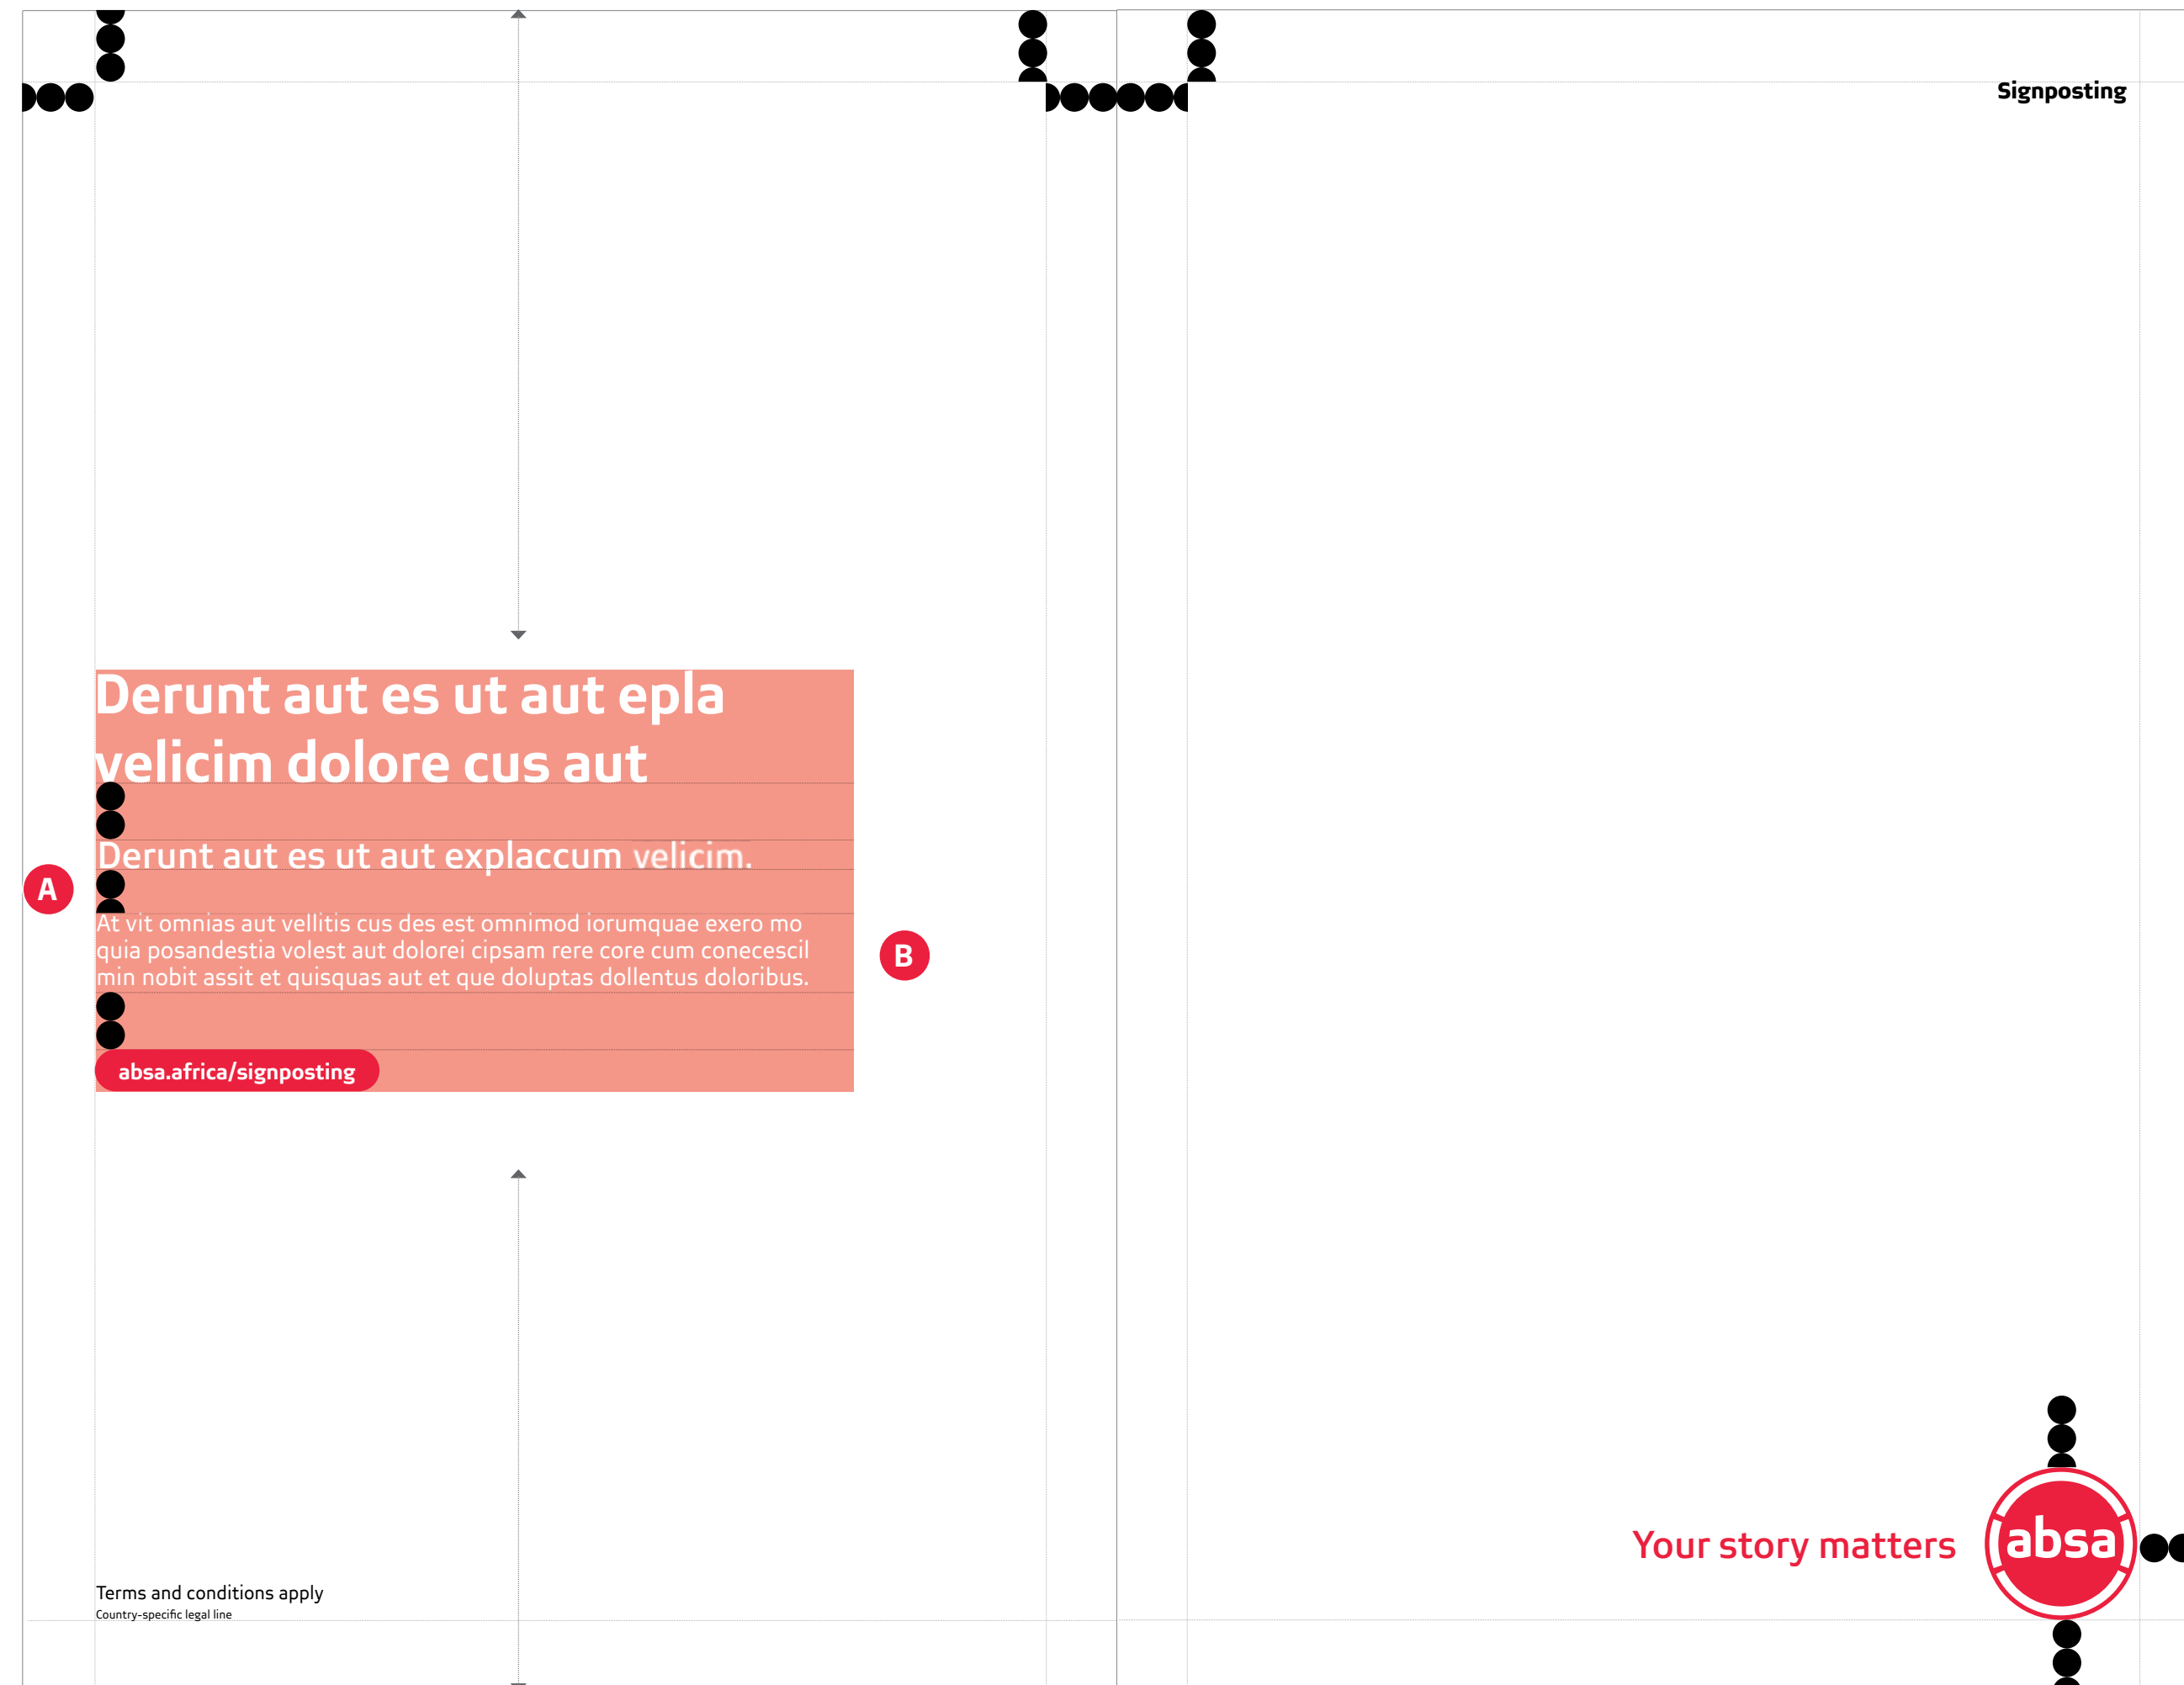 Signposting
Derunt aut es ut aut epla
velicim dolore cus aut
Derunt aut es ut aut explaccum velicim.
A
At vit omnias aut vellitis cus des est omnimod iorumquae exero mo
quia posandestia volest aut dolorei cipsam rere core cum conecescil
min nobit assit et quisquas aut et que doluptas dollentus doloribus.
B
absa.africa/signposting
Your story matters
absa
Terms and conditions apply
Country-specific legal line